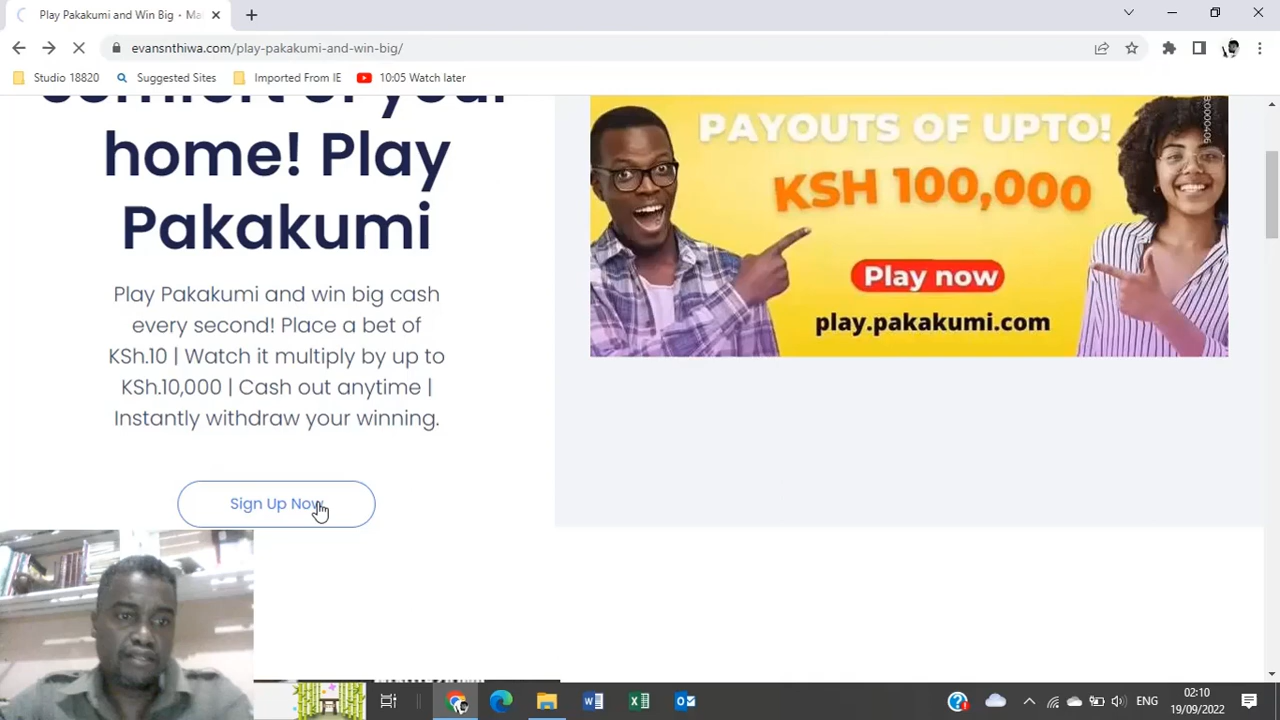 Play Pakakumi and Win Big - Ma
evansnthiwa.com/play-pakakumi-and-win-big/
Studio 18820
Suggested Sites
Imported From IE
10:05 Watch later
comfort of your
home! Play
Pakakumi
Play Pakakumi and win big cash
every second! Place a bet of
KSh.10 | Watch it multiply by up to
KSh.10,000 | Cash out anytime |
Instantly withdraw your winning.
Sign Up Now
PAYOUTS OF UPTO!
KSH 100,000
Play now
play.pakakumi.com
ENG
02:10
19/09/2022